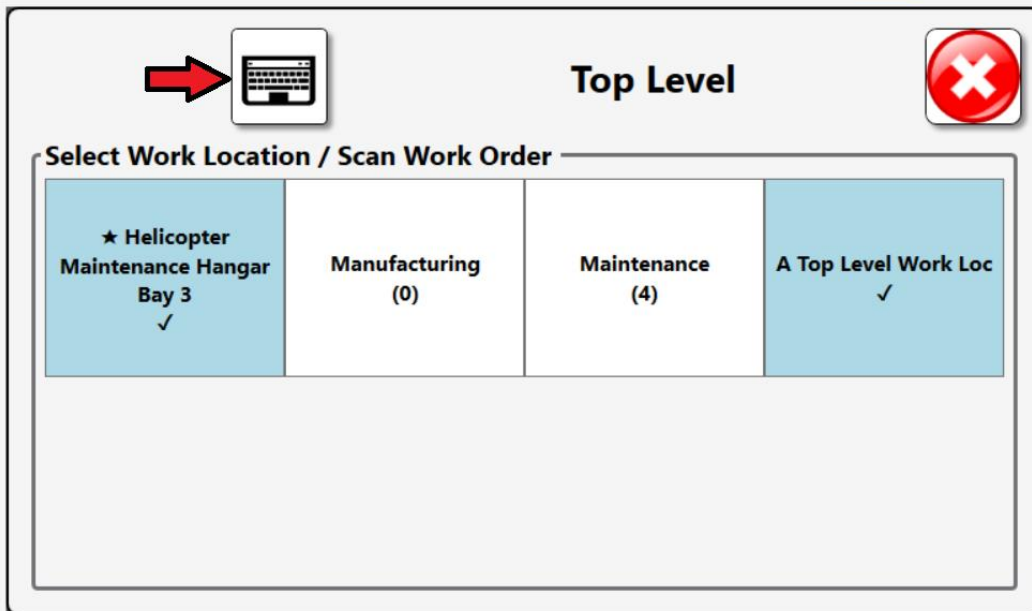 Top Level
Select Work Location / Scan Work Order
★ Helicopter
Maintenance Hangar
Bay 3
✓
Manufacturing
(0)
Maintenance
(4)
A Top Level Work Loc
✓